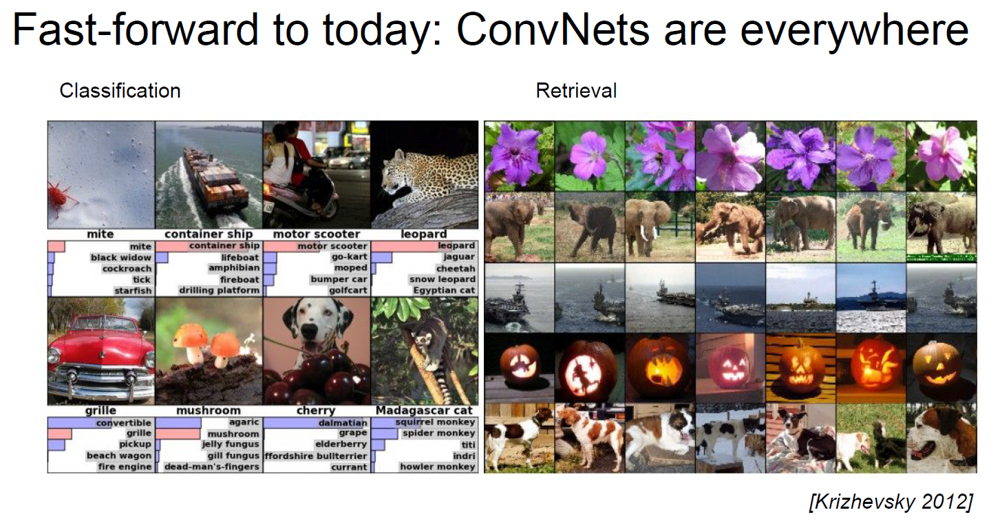 Fast-forward to today: ConvNets are everywhere
Classification
Retrieval
mite
container ship
motor scooter
leopard
mite
black widow
cockroach
tick
starfish
container ship
lifeboat
amphibian
fireboat
drilling platform
motor scooter
go-kart
moped
bumper car
golfcart
leopard
jaguar
cheetah
snow leopard
Egyptian cat
grille
mushroom
cherry
Madagascar cat
convertible
grille
pickup
beach wagon
fire engine
agaric
mushroom
jelly fungus
gill fungus
dead-man's-fingers
dalmatian
grape
elderberry
ffordshire bullterrier
currant
squirrel monkey
spider monkey
titi
indri
howler monkey
[Krizhevsky 2012]